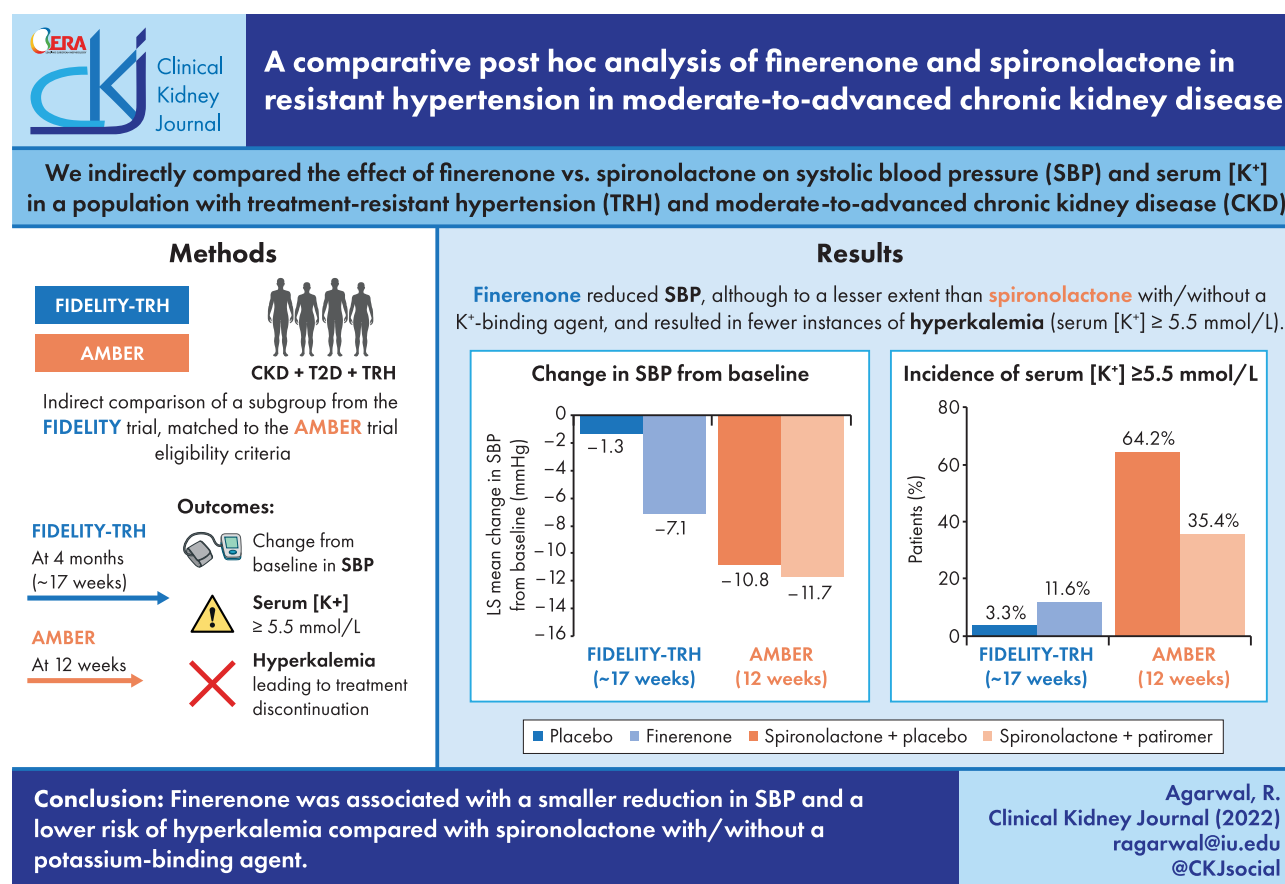 ERA
CKJ
Clinical
Kidney
Journal
A comparative post hoc analysis of finerenone and spironolactone in
resistant hypertension in moderate-to-advanced chronic kidney disease
We indirectly compared the effect of finerenone vs. spironolactone on systolic blood pressure (SBP) and serum [K⁺]
in a population with treatment-resistant hypertension (TRH) and moderate-to-advanced chronic kidney disease (CKD)
Methods
FIDELITY-TRH
AMBER
CKD + T2D + TRH
Indirect comparison of a subgroup from the
FIDELITY trial, matched to the AMBER trial
eligibility criteria
Outcomes:
FIDELITY-TRH
At 4 months
(~17 weeks)
Change from
baseline in SBP
Serum [K+]
≥ 5.5 mmol/L
AMBER
At 12 weeks
Hyperkalemia
leading to treatment
discontinuation
Results
Finerenone reduced SBP, although to a lesser extent than spironolactone with/without a
K⁺-binding agent, and resulted in fewer instances of hyperkalemia (serum [K⁺] ≥ 5.5 mmol/L).
Change in SBP from baseline
LS mean change in SBP
from baseline (mmHg)
0
−2
−4
−6
−8
−10
−12
−14
−16
−1.3
−7.1
−10.8
−11.7
FIDELITY-TRH
(~17 weeks)
AMBER
(12 weeks)
Incidence of serum [K⁺] ≥5.5 mmol/L
Patients (%)
80
60
40
20
0
3.3%
11.6%
64.2%
35.4%
FIDELITY-TRH
(~17 weeks)
AMBER
(12 weeks)
Placebo Finerenone Spironolactone + placebo Spironolactone + patiromer
Conclusion: Finerenone was associated with a smaller reduction in SBP and a
lower risk of hyperkalemia compared with spironolactone with/without a
potassium-binding agent.
Agarwal, R.
Clinical Kidney Journal (2022)
ragarwal@iu.edu
@CKJsocial